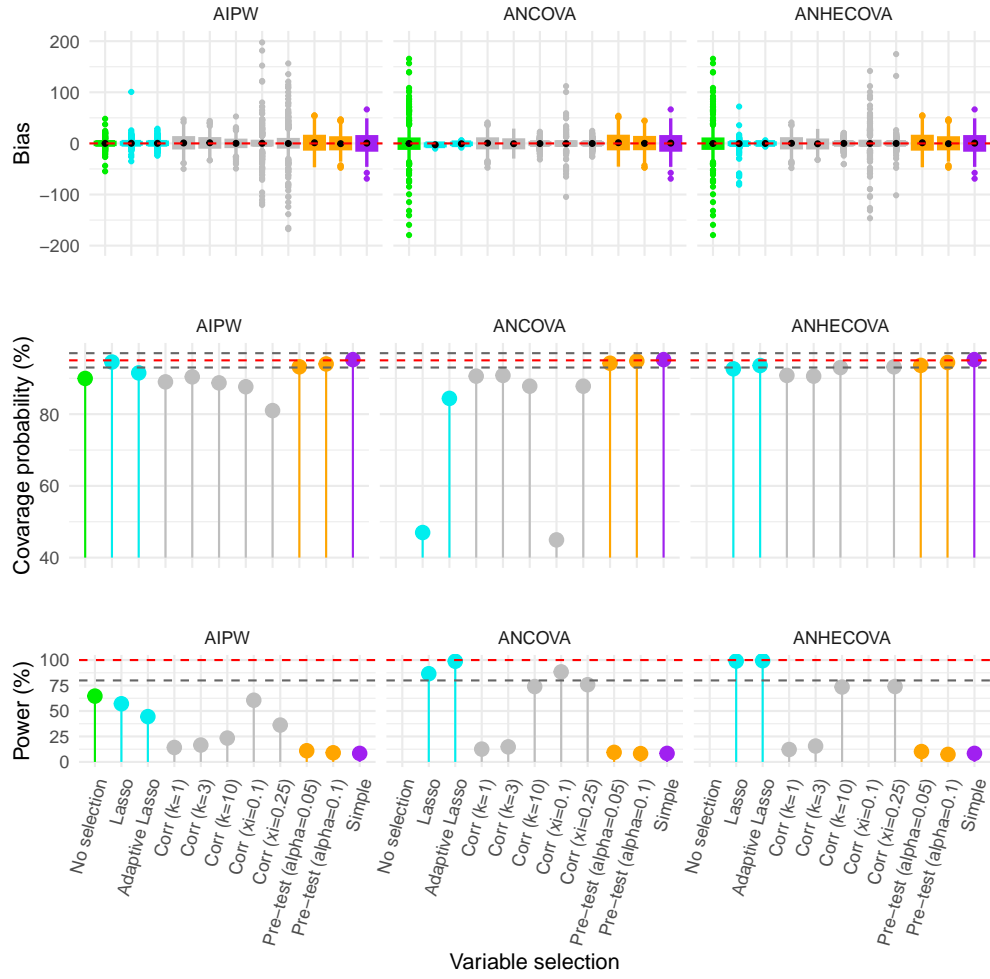 AIPW
ANCOVA
ANHECOVA
Bias
200
100
0
−100
−200
AIPW
ANCOVA
ANHECOVA
Covarage probability (%)
80
60
40
AIPW
ANCOVA
ANHECOVA
Power (%)
100
75
50
25
0
No selection
Lasso
Adaptive Lasso
Corr (k=1)
Corr (k=3)
Corr (k=10)
Corr (xi=0.1)
Corr (xi=0.25)
Pre−test (alpha=0.05)
Pre−test (alpha=0.1)
Simple
No selection
Lasso
Adaptive Lasso
Corr (k=1)
Corr (k=3)
Corr (k=10)
Corr (xi=0.1)
Corr (xi=0.25)
Pre−test (alpha=0.05)
Pre−test (alpha=0.1)
Simple
No selection
Lasso
Adaptive Lasso
Corr (k=1)
Corr (k=3)
Corr (k=10)
Corr (xi=0.1)
Corr (xi=0.25)
Pre−test (alpha=0.05)
Pre−test (alpha=0.1)
Simple
Variable selection